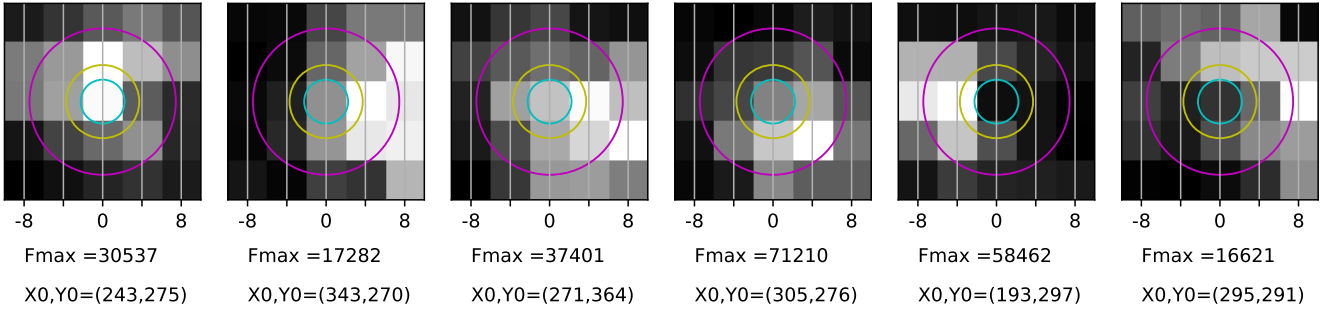 -8 0 8 -8 0 8 -8 0 8 -8 0 8 -8 0 8 -8 0 8
Fmax =30537 Fmax =17282 Fmax =37401 Fmax =71210 Fmax =58462 Fmax =16621
X0,Y0=(243,275) X0,Y0=(343,270) X0,Y0=(271,364) X0,Y0=(305,276) X0,Y0=(193,297) X0,Y0=(295,291)